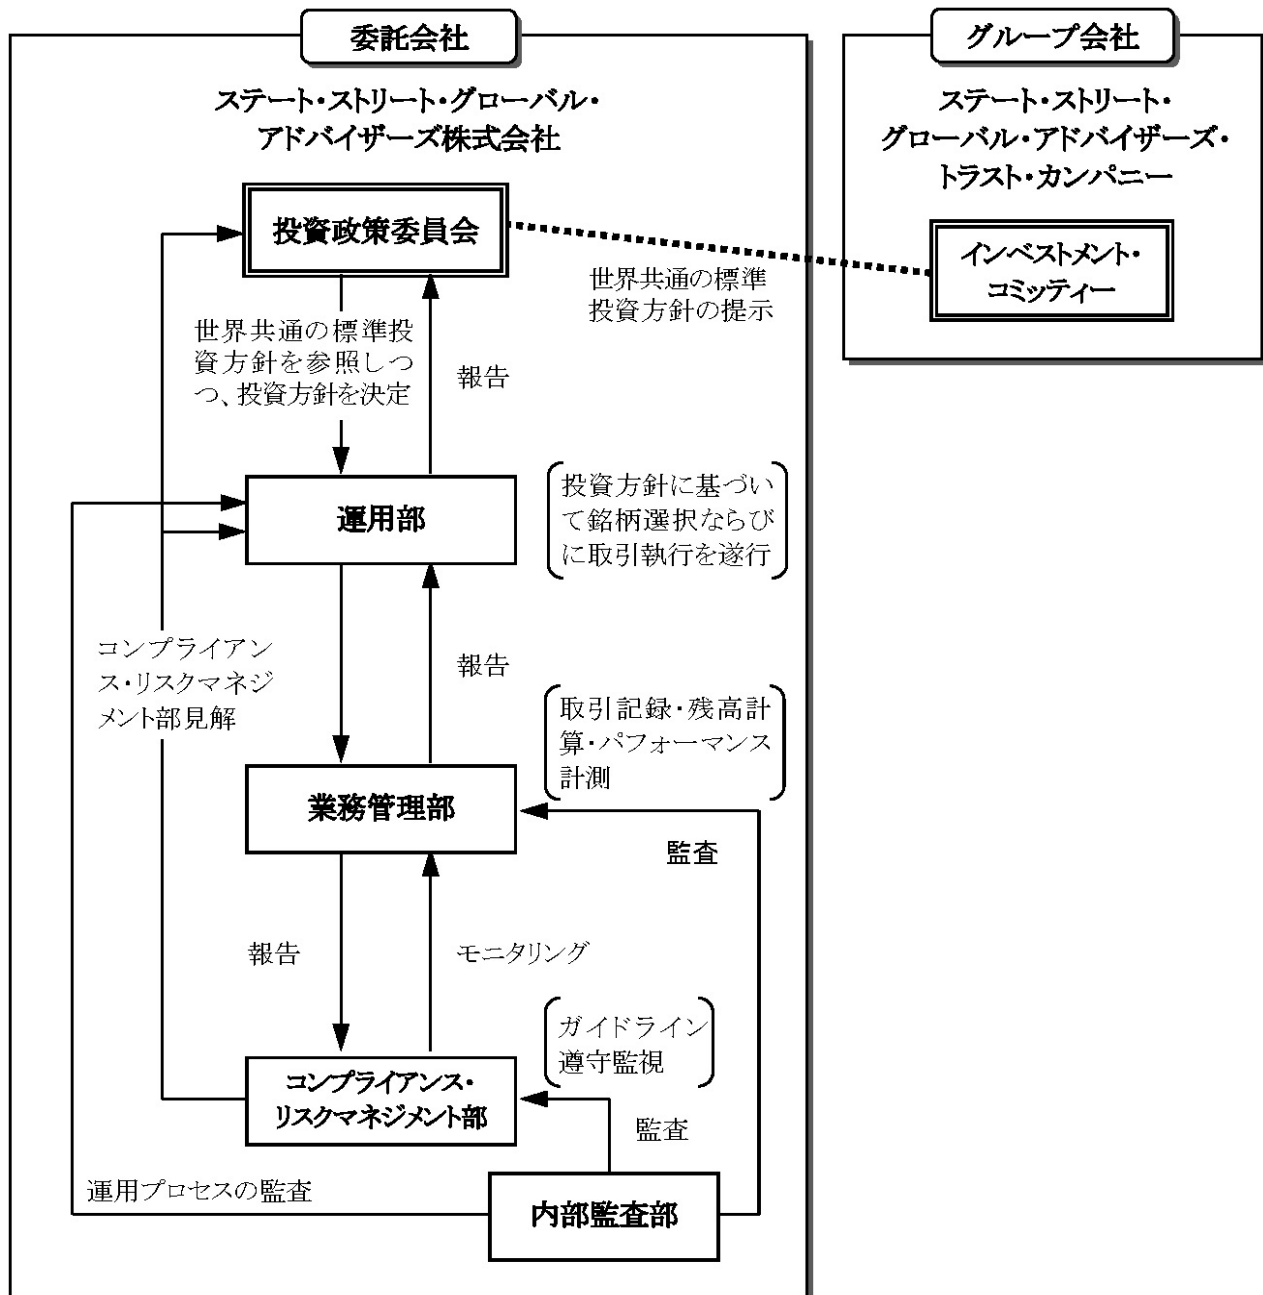 委託会社
ステート・ストリート・グローバル・
アドバイザーズ株式会社
グループ会社
ステート・ストリート・
グローバル・アドバイザーズ・
トラスト・カンパニー
投資政策委員会
インベストメント・
コミッティー
世界共通の標準
投資方針の提示
世界共通の標準投
資方針を参照しつ
つ、投資方針を決定
報告
運用部
投資方針に基づい
て銘柄選択ならび
に取引執行を遂行
コンプライアン
ス・リスクマネジ
メント部見解
報告
取引記録・残高計
算・パフォーマンス
計測
業務管理部
監査
報告
モニタリング
ガイドライン
遵守監視
コンプライアンス・
リスクマネジメント部
監査
運用プロセスの監査
内部監査部